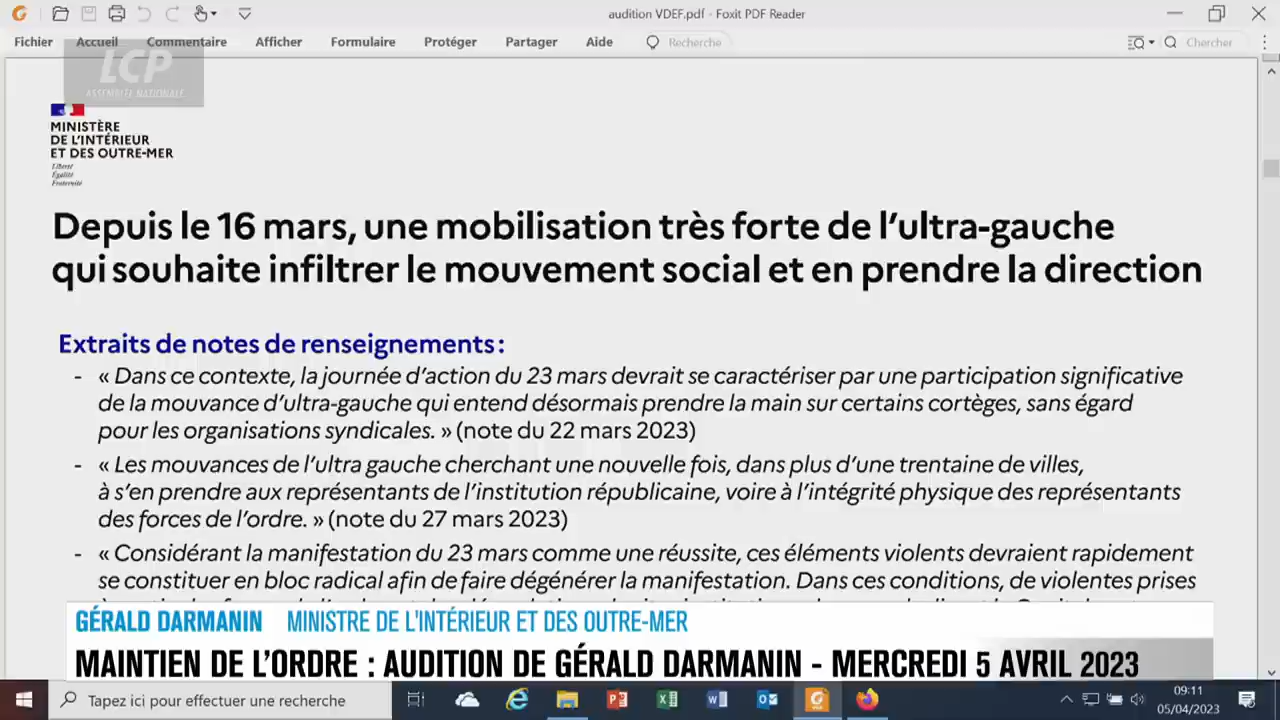 audition VDEF.pdf - Foxit PDF Reader
Fichier Accueil Commentaire Afficher Formulaire Protéger Partager Aide Recherche Chercher
LCP
ASSEMBLÉE NATIONALE
MINISTÈRE
DE L'INTÉRIEUR
ET DES OUTRE-MER
Liberté
Égalité
Fraternité
Depuis le 16 mars, une mobilisation très forte de l'ultra-gauche
qui souhaite infiltrer le mouvement social et en prendre la direction
Extraits de notes de renseignements :
- « Dans ce contexte, la journée d'action du 23 mars devrait se caractériser par une participation significative
de la mouvance d'ultra-gauche qui entend désormais prendre la main sur certains cortèges, sans égard
pour les organisations syndicales. » (note du 22 mars 2023)
- « Les mouvances de l'ultra gauche cherchant une nouvelle fois, dans plus d'une trentaine de villes,
à s'en prendre aux représentants de l'institution républicaine, voire à l'intégrité physique des représentants
des forces de l'ordre. » (note du 27 mars 2023)
- « Considérant la manifestation du 23 mars comme une réussite, ces éléments violents devraient rapidement
se constituer en bloc radical afin de faire dégénérer la manifestation. Dans ces conditions, de violentes prises
GÉRALD DARMANIN MINISTRE DE L'INTÉRIEUR ET DES OUTRE-MER
MAINTIEN DE L'ORDRE : AUDITION DE GÉRALD DARMANIN - MERCREDI 5 AVRIL 2023
Tapez ici pour effectuer une recherche
09:11
05/04/2023